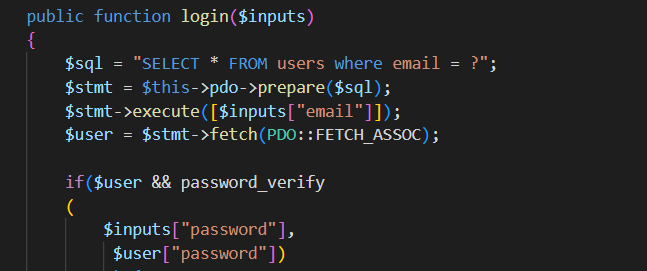 public function login($inputs)
{
$sql = "SELECT * FROM users where email = ?";
$stmt = $this->pdo->prepare($sql);
$stmt->execute([$inputs["email"]]);
$user = $stmt->fetch(PDO::FETCH_ASSOC);
if($user && password_verify
(
$inputs["password"],
$user["password"])